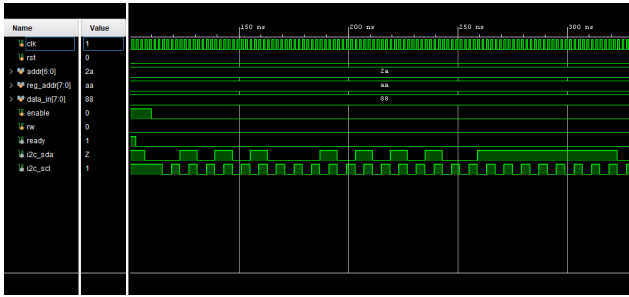 Name Value 150 ns 200 ns 250 ns 300 ns
clk 1
rst 0
addr[6:0] 2a 2a
reg_addr[7:0] aa aa
data_in[7:0] 88 88
enable 0
rw 0
ready 1
i2c_sda Z
i2c_scl 1